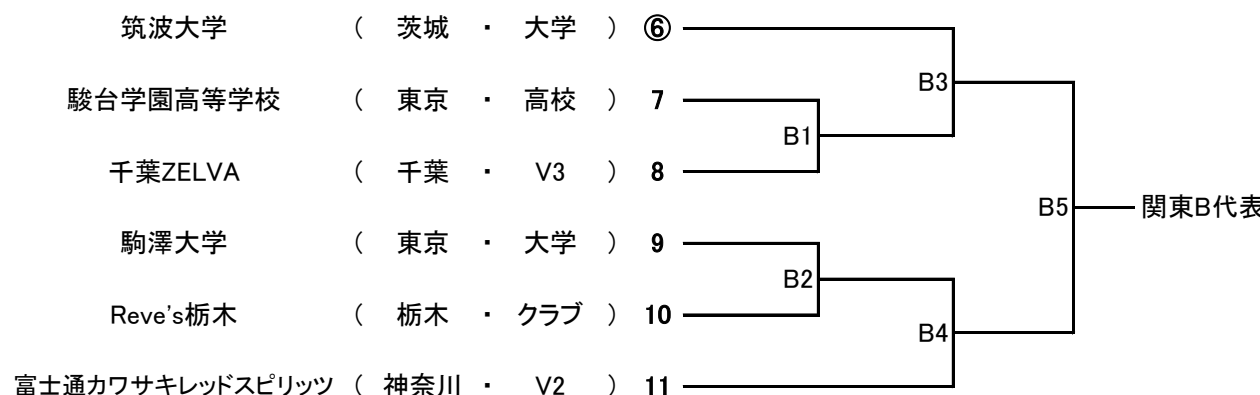 筑波大学 ( 茨城 ・ 大学 ) ⑥
B3
駿台学園高等学校 ( 東京 ・ 高校 ) 7
B1
千葉ZELVA ( 千葉 ・ V3 ) 8
B5 関東B代表
駒澤大学 ( 東京 ・ 大学 ) 9
B2
Reve's栃木 ( 栃木 ・ クラブ ) 10
B4
富士通カワサキレッドスピリッツ ( 神奈川 ・ V2 ) 11